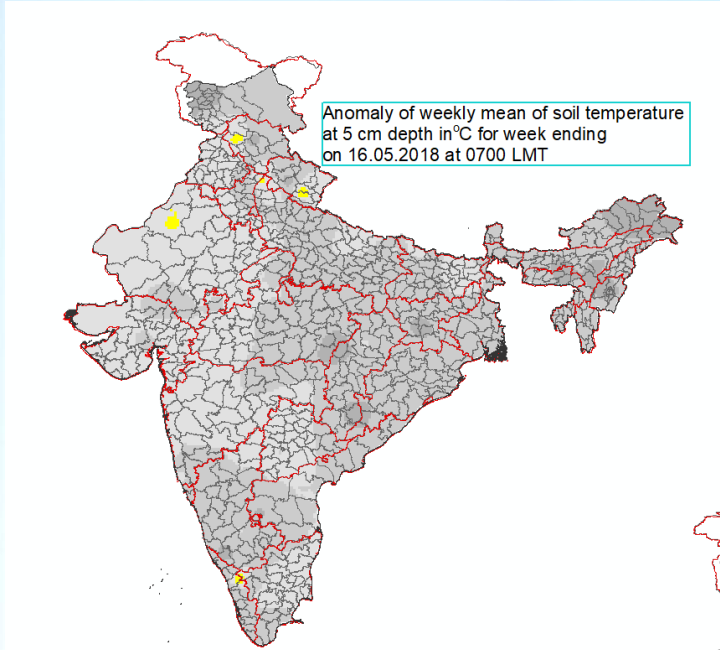 Anomaly of weekly mean of soil temperature
at 5 cm depth in°C for week ending
on 16.05.2018 at 0700 LMT